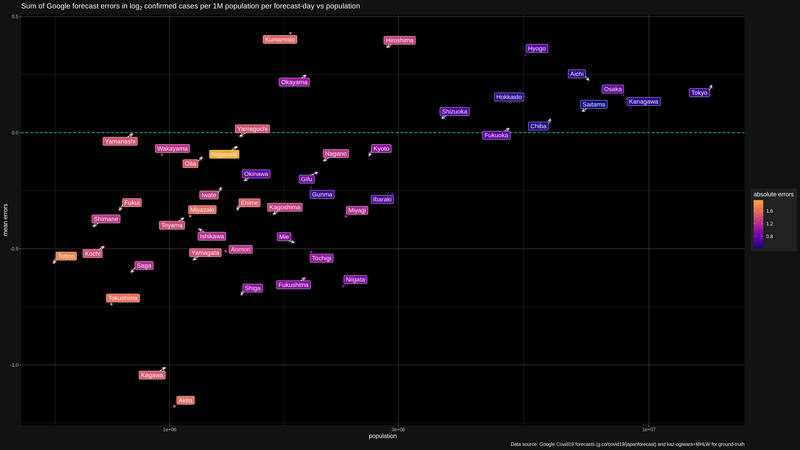 Sum of Google forecast errors in log2 confirmed cases per 1M population per forecast-day vs population
0.5
Kumamoto
Hiroshima
Hyogo
Aichi
Okayama
Osaka
Tokyo
Hokkaido
Kanagawa
Saitama
Shizuoka
Chiba
Yamaguchi
Fukuoka
0.0
Yamanashi
Wakayama
Nagasaki
Nagano
Kyoto
Oita
Okinawa
Gifu
Iwate
Gunma
Ibaraki
Fukui
Ehime
Miyazaki
Kagoshima
Miyagi
mean errors
Shimane
Toyama
Ishikawa
Mie
-0.5
Tottori
Kochi
Yamagata
Aomori
Tochigi
Saga
Niigata
Shiga
Fukushima
Tokushima
-1.0
Kagawa
Akita
1e+06
3e+06
1e+07
population
absolute errors
1.6
1.2
0.8
Data source: Google Covid19 forecasts (g.co/covid19/japanforecast) and kaz-ogiwara+MHLW for ground-truth